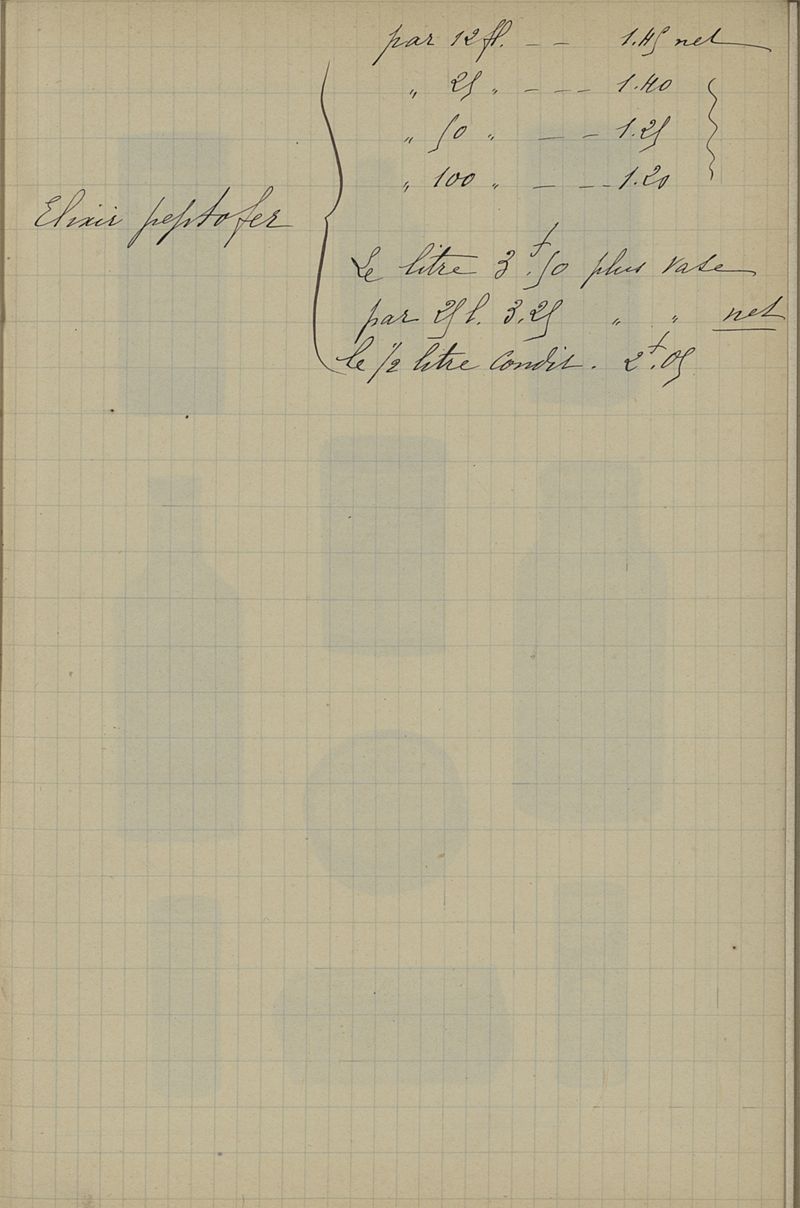 par 12 fl. — — 1.45 net
„ 25 „ — — — 1.40
„ 50 „ — — 1.25
„ 100 „ — — — 1.20
Elixir peptofer
Le litre 3f.50 plus vase
par 25 l. 3.25 „ „ net
le 1/2 litre condit. 2f.05